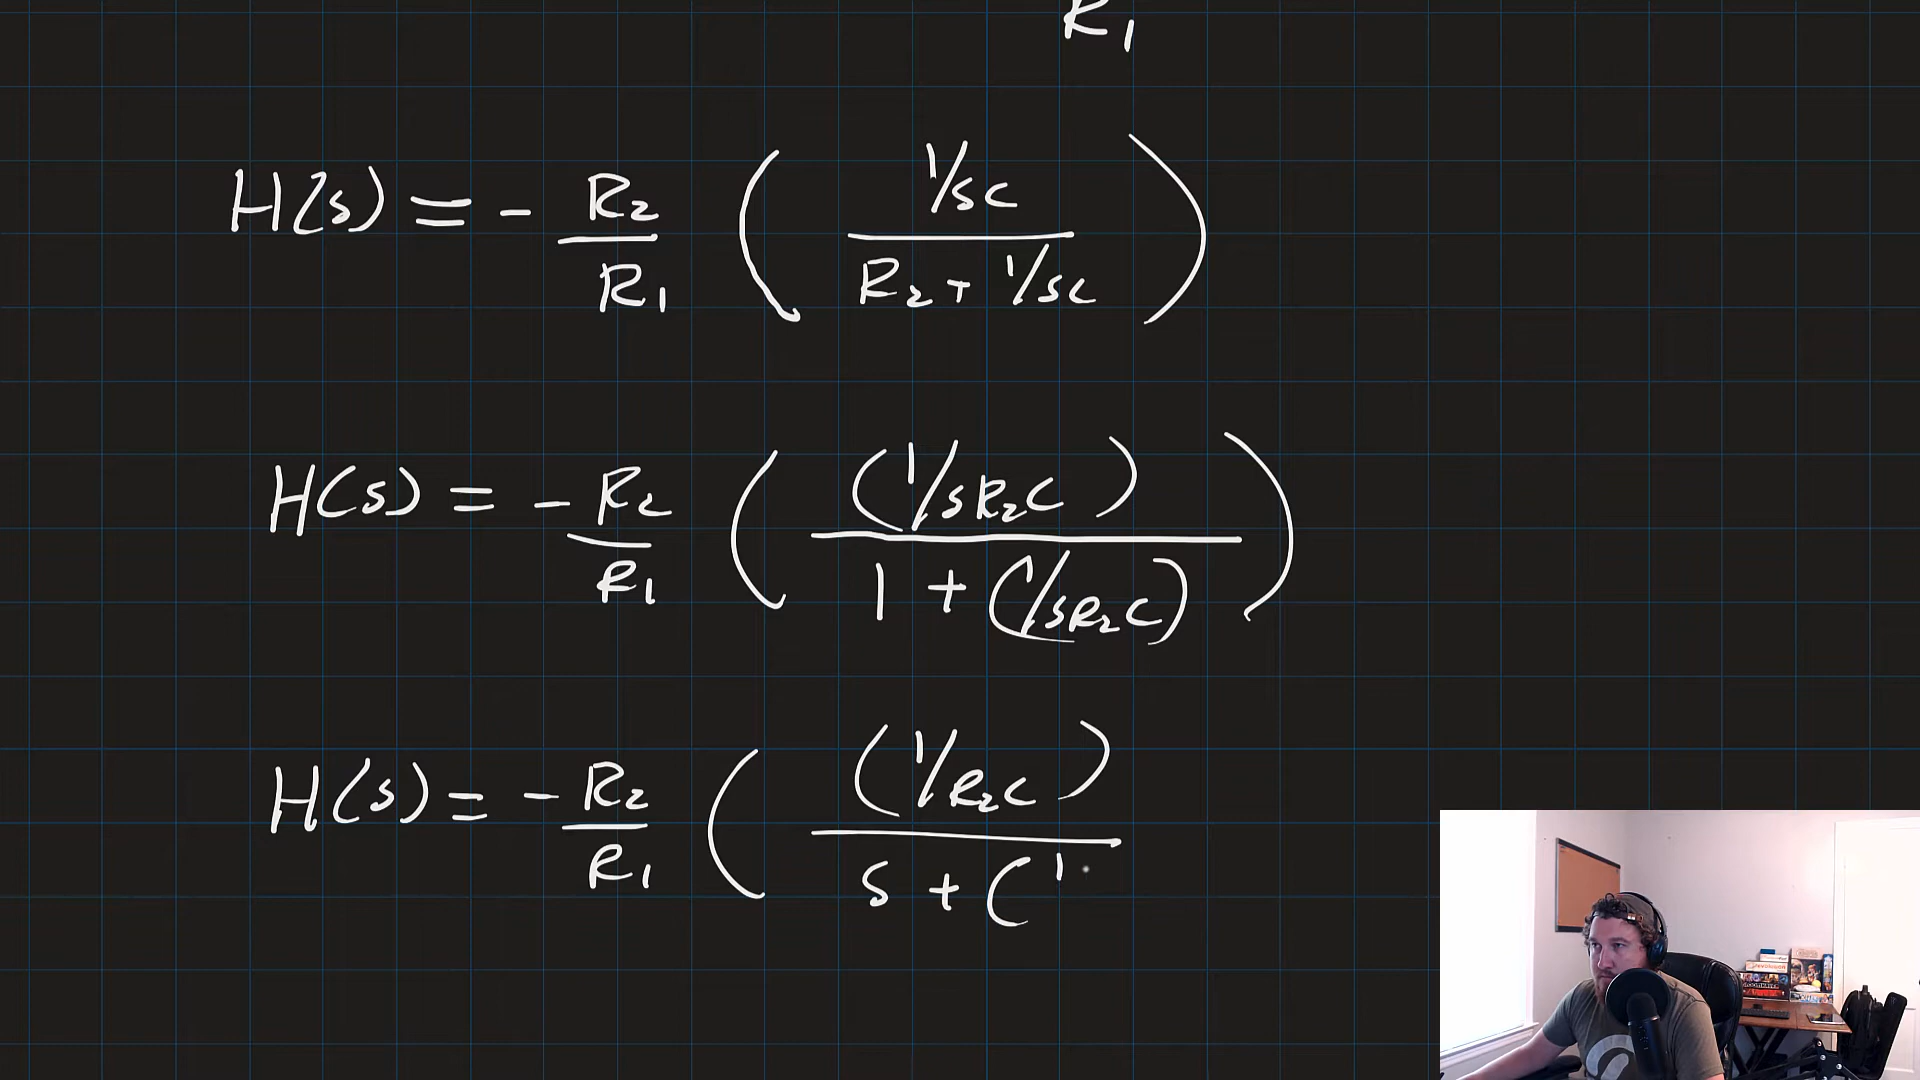 R₁
H(s) = - R₂/R₁ ( (1/sC) / (R₂ + 1/sC) )
H(s) = - R₂/R₁ ( (1/sR₂C) / (1 + (1/sR₂C)) )
H(s) = - R₂/R₁ ( (1/R₂C) / (s + (1